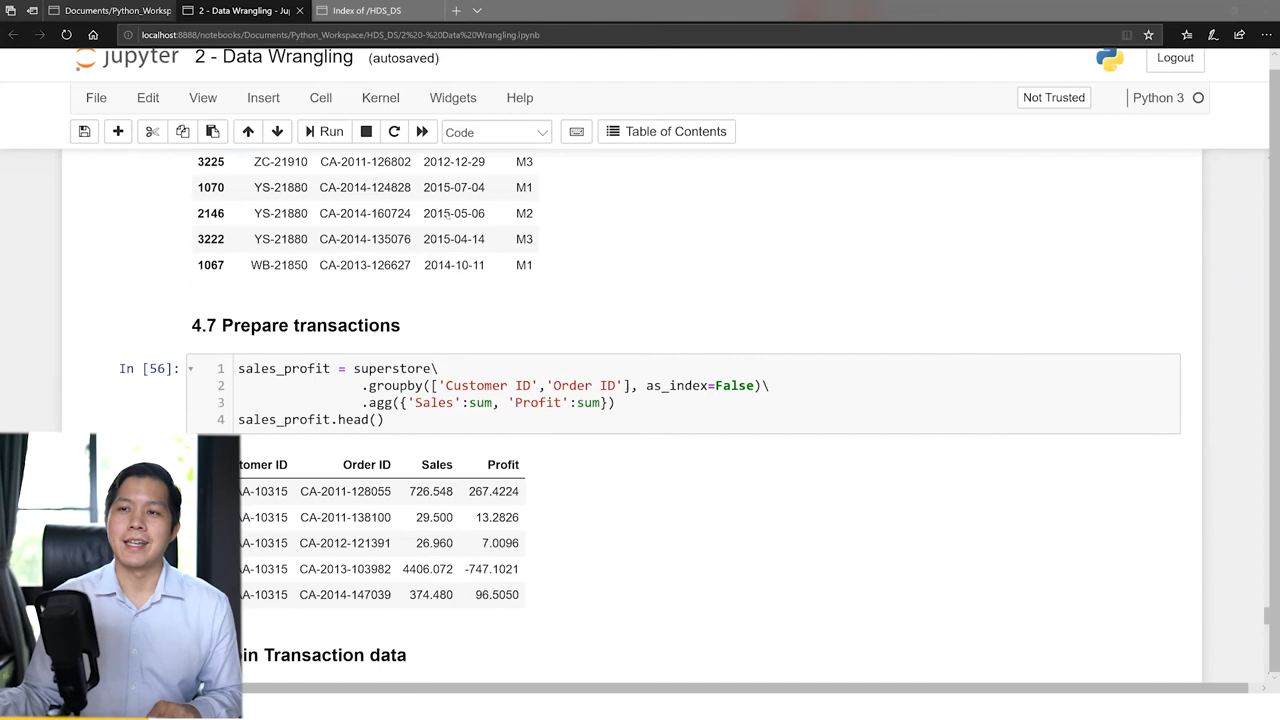 Documents/Python_Worksp
2 - Data Wrangling - Ju
Index of /HDS_DS
localhost:8888/notebooks/Documents/Python_Workspace/HDS_DS/2%20-%20Data%20Wrangling.ipynb
jupyter 2 - Data Wrangling (autosaved)
Logout
File Edit View Insert Cell Kernel Widgets Help
Not Trusted
Python 3
Run
Code
Table of Contents
3225 ZC-21910 CA-2011-126802 2012-12-29 M3
1070 YS-21880 CA-2014-124828 2015-07-04 M1
2146 YS-21880 CA-2014-160724 2015-05-06 M2
3222 YS-21880 CA-2014-135076 2015-04-14 M3
1067 WB-21850 CA-2013-126627 2014-10-11 M1
4.7 Prepare transactions
In [56]:
1 sales_profit = superstore\
2 .groupby(['Customer ID','Order ID'], as_index=False)\
3 .agg({'Sales':sum, 'Profit':sum})
4 sales_profit.head()
tomer ID Order ID Sales Profit
A-10315 CA-2011-128055 726.548 267.4224
A-10315 CA-2011-138100 29.500 13.2826
A-10315 CA-2012-121391 26.960 7.0096
A-10315 CA-2013-103982 4406.072 -747.1021
A-10315 CA-2014-147039 374.480 96.5050
in Transaction data